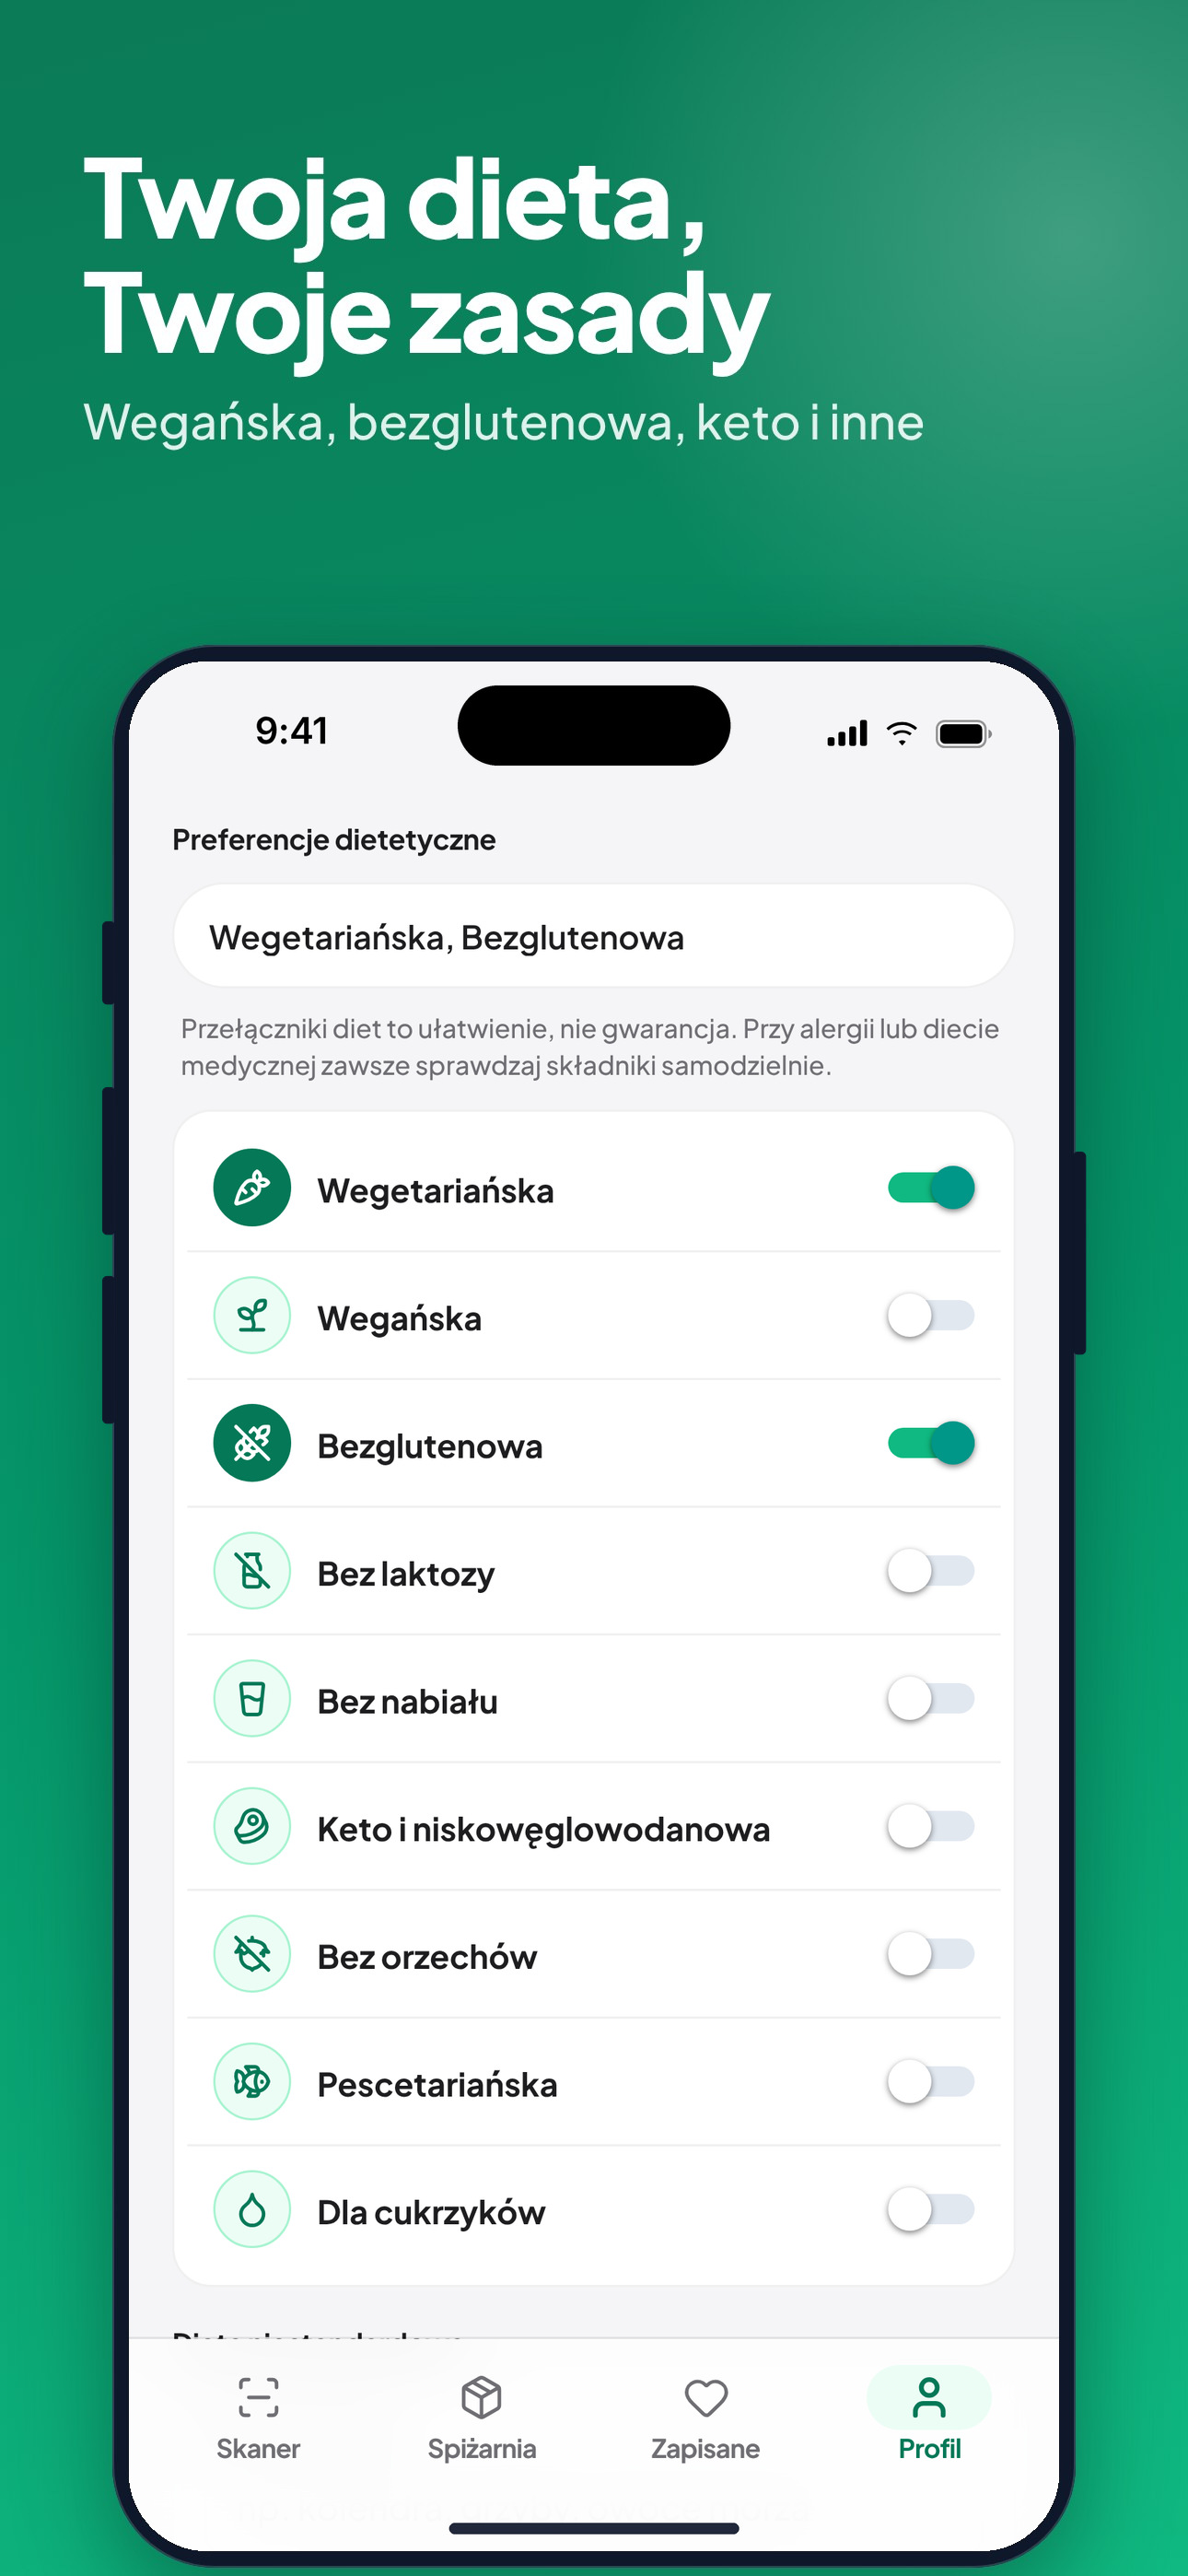 Twoja dieta,
Twoje zasady
Wegańska, bezglutenowa, keto i inne
9:41
Preferencje dietetyczne
Wegetariańska, Bezglutenowa
Przełączniki diet to ułatwienie, nie gwarancja. Przy alergii lub diecie
medycznej zawsze sprawdzaj składniki samodzielnie.
Wegetariańska
Wegańska
Bezglutenowa
Bez laktozy
Bez nabiału
Keto i niskowęglowodanowa
Bez orzechów
Pescetariańska
Dla cukrzyków
Skaner
Spiżarnia
Zapisane
Profil